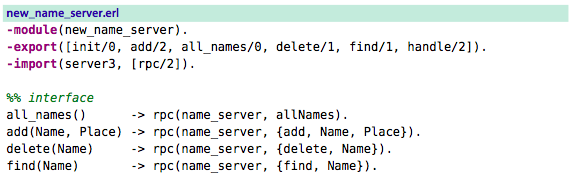 new_name_server.erl
-module(new_name_server).
-export([init/0, add/2, all_names/0, delete/1, find/1, handle/2]).
-import(server3, [rpc/2]).
%% interface
all_names()      -> rpc(name_server, allNames).
add(Name, Place) -> rpc(name_server, {add, Name, Place}).
delete(Name)     -> rpc(name_server, {delete, Name}).
find(Name)       -> rpc(name_server, {find, Name}).